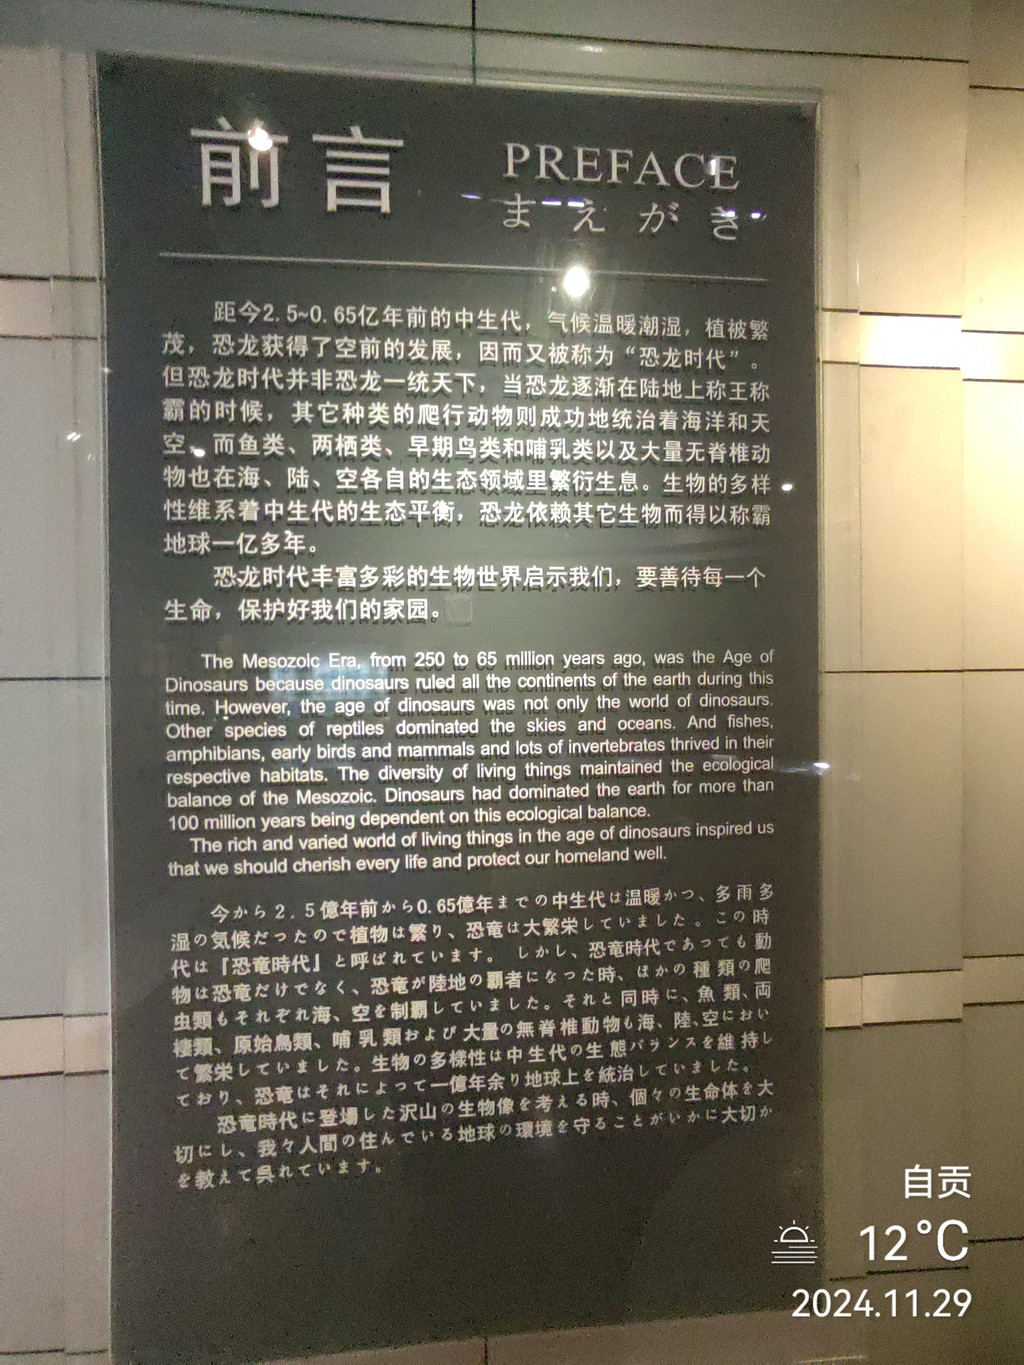 前言
PREFACE
まえがき
距今2.5~0.65亿年前的中生代，气候温暖潮湿，植被繁
茂，恐龙获得了空前的发展，因而又被称为“恐龙时代”。
但恐龙时代并非恐龙一统天下，当恐龙逐渐在陆地上称王称
霸的时候，其它种类的爬行动物则成功地统治着海洋和天
空。而鱼类、两栖类、早期鸟类和哺乳类以及大量无脊椎动
物也在海、陆、空各自的生态领域里繁衍生息。生物的多样
性维系着中生代的生态平衡，恐龙依赖其它生物而得以称霸
地球一亿多年。
恐龙时代丰富多彩的生物世界启示我们，要善待每一个
生命，保护好我们的家园。
The Mesozoic Era, from 250 to 65 million years ago, was the Age of
Dinosaurs because dinosaurs ruled all the continents of the earth during this
time. However, the age of dinosaurs was not only the world of dinosaurs.
Other species of reptiles dominated the skies and oceans. And fishes,
amphibians, early birds and mammals and lots of invertebrates thrived in their
respective habitats. The diversity of living things maintained the ecological
balance of the Mesozoic. Dinosaurs had dominated the earth for more than
100 million years being dependent on this ecological balance.
The rich and varied world of living things in the age of dinosaurs inspired us
that we should cherish every life and protect our homeland well.
今から2.5億年前から0.65億年までの中生代は温暖かつ、多雨多
湿の気候だったので植物は繁り、恐竜は大繁栄していました。この時
代は『恐竜時代』と呼ばれています。しかし、恐竜時代であっても動
物は恐竜だけでなく、恐竜が陸地の覇者になった時、ほかの種類の爬
虫類もそれぞれ海、空を制覇していました。それと同時に、魚類、両
棲類、原始鳥類、哺乳類および大量の無脊椎動物も海、陸、空におい
て繁栄していました。生物の多樣性は中生代の生態バランスを維持し
ており、恐竜はそれによって一億年余り地球上を統治していました。
恐竜時代に登場した沢山の生物像を考える時、個々の生命体を大
切にし、我々人間の住んでいる地球の環境を守ることがいかに大切か
を教えて呉れています。
自贡
12°C
2024.11.29